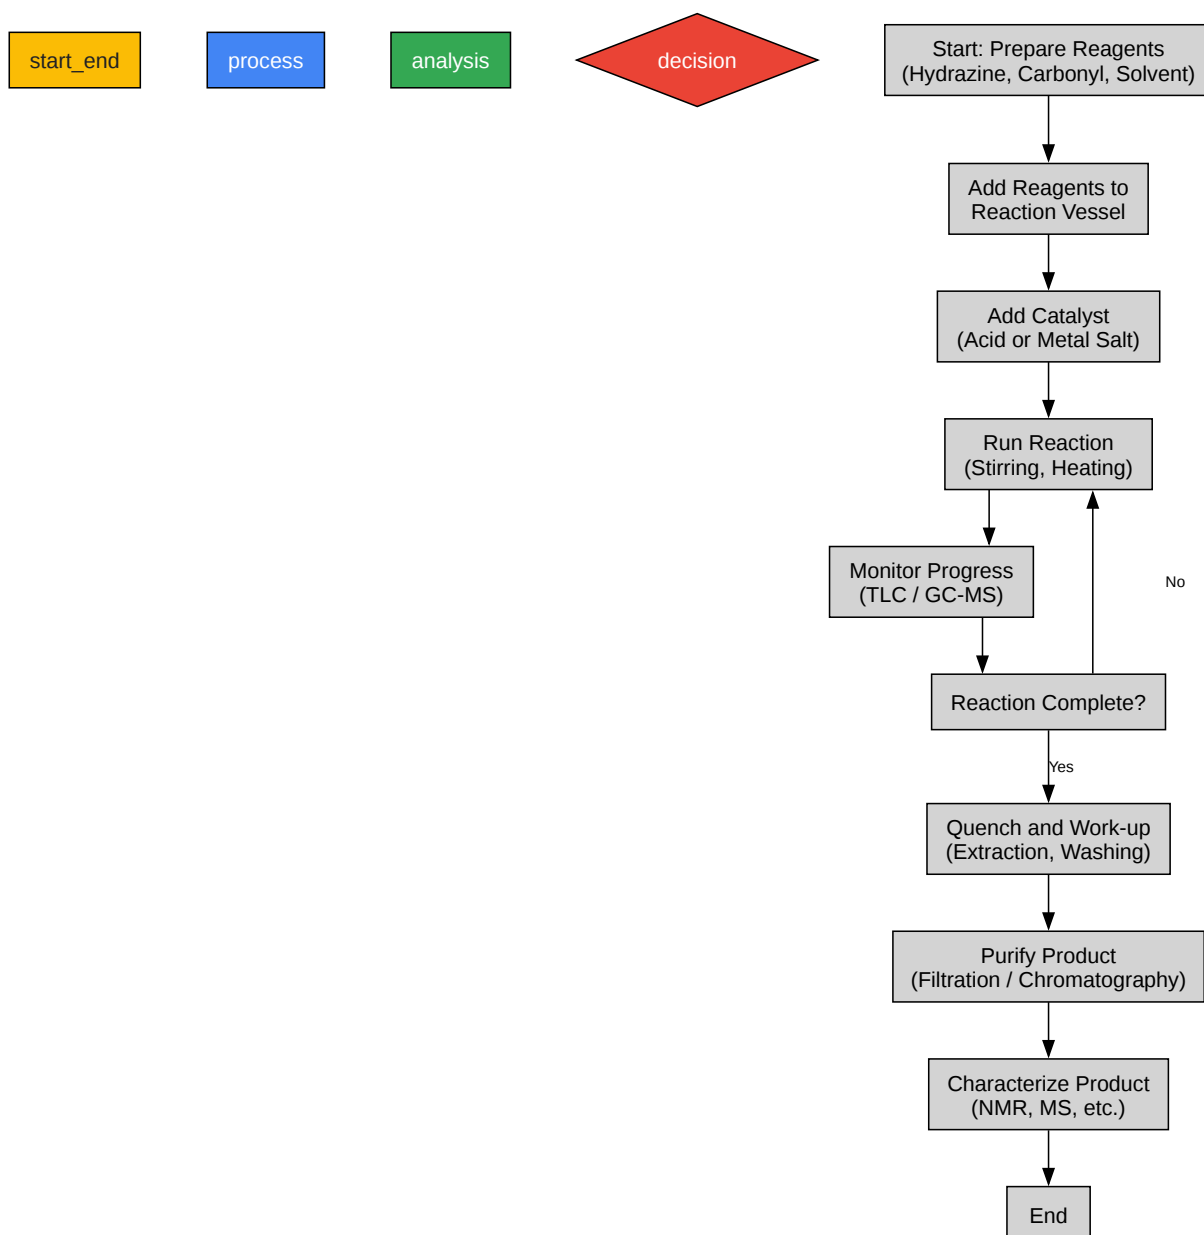 start_end
process
analysis
decision
Start: Prepare Reagents
(Hydrazine, Carbonyl, Solvent)
Add Reagents to
Reaction Vessel
Add Catalyst
(Acid or Metal Salt)
Run Reaction
(Stirring, Heating)
Monitor Progress
(TLC / GC-MS)
No
Reaction Complete?
Yes
Quench and Work-up
(Extraction, Washing)
Purify Product
(Filtration / Chromatography)
Characterize Product
(NMR, MS, etc.)
End